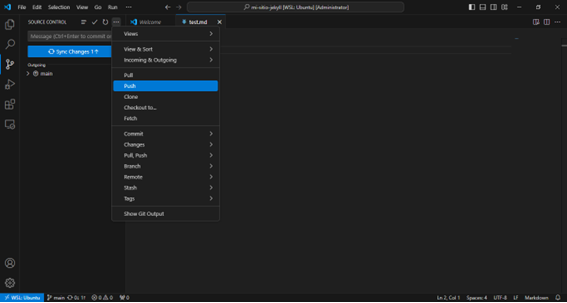 File Edit Selection View Go Run ···
mi-sitio-jekyll [WSL: Ubuntu] [Administrator]
SOURCE CONTROL
Welcome
test.md
Message (Ctrl+Enter to commit on
Sync Changes 1
Outgoing
main
Views
View & Sort
Incoming & Outgoing
Pull
Push
Clone
Checkout to...
Fetch
Commit
Changes
Pull, Push
Branch
Remote
Stash
Tags
Show Git Output
WSL: Ubuntu main 0↓ 1↑ 0 0 0 Ln 2, Col 1 Spaces: 4 UTF-8 LF Markdown